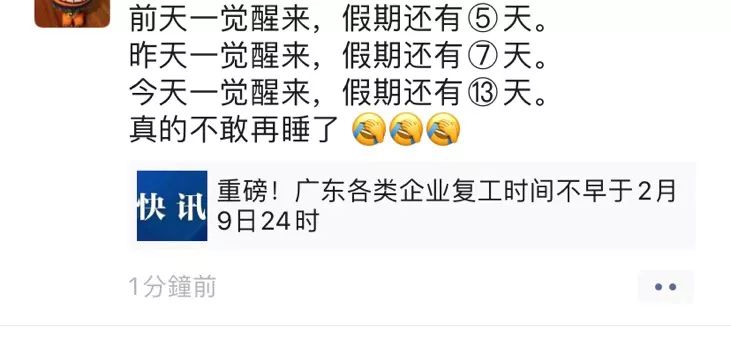 前天一觉醒来，假期还有⑤天。
昨天一觉醒来，假期还有⑦天。
今天一觉醒来，假期还有⑬天。
真的不敢再睡了🤦🤦🤦
快讯
重磅！广东各类企业复工时间不早于2月
9日24时
1分鐘前